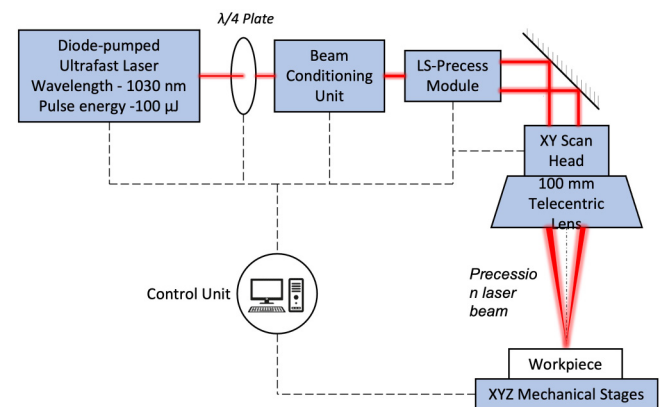 λ/4 Plate
Diode-pumped
Ultrafast Laser
Wavelength - 1030 nm
Pulse energy -100 µJ
Beam
Conditioning
Unit
LS-Precess
Module
XY Scan
Head
100 mm
Telecentric
Lens
Control Unit
Precessio
n laser
beam
Workpiece
XYZ Mechanical Stages